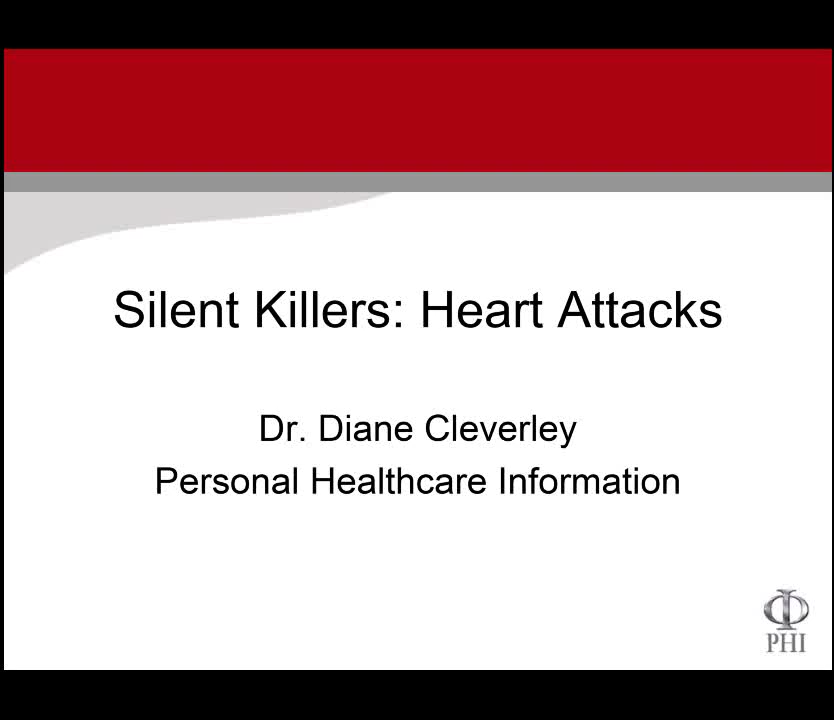 Silent Killers: Heart Attacks
Dr. Diane Cleverley
Personal Healthcare Information
Φ
PHI